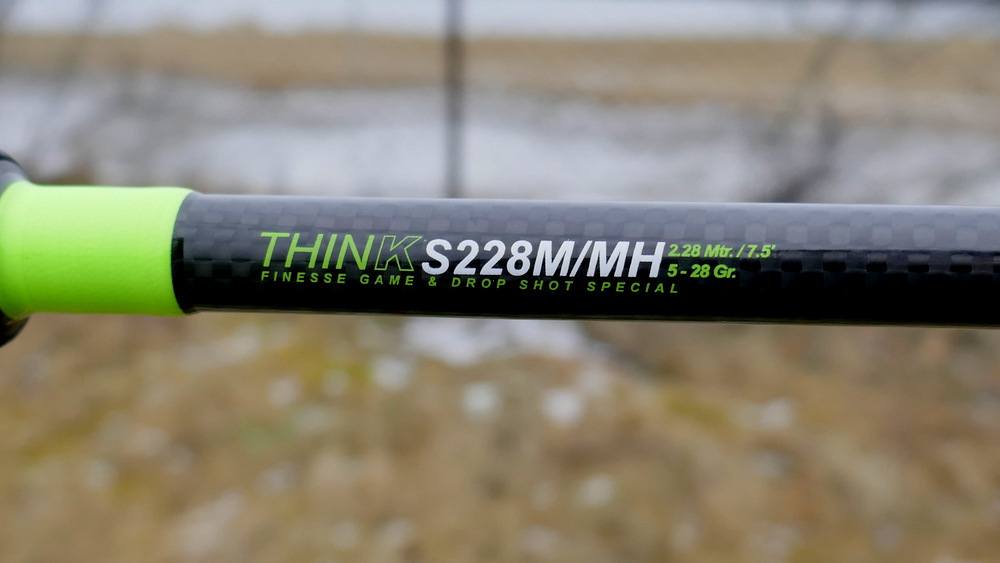 THINK S228M/MH 2.28 Mtr. / 7.5'
5 - 28 Gr.
FINESSE GAME & DROP SHOT SPECIAL